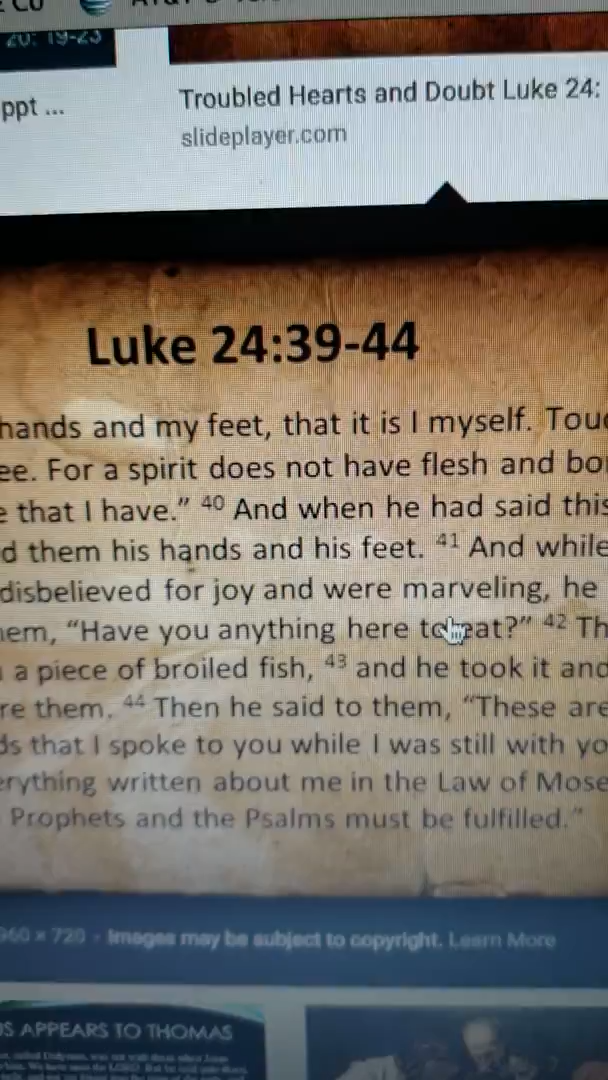 20: 19-23
ppt ...
Troubled Hearts and Doubt Luke 24:
slideplayer.com
Luke 24:39-44
hands and my feet, that it is I myself. Touc
ee. For a spirit does not have flesh and bo
e that I have.” 40 And when he had said this
d them his hands and his feet. 41 And while
disbelieved for joy and were marveling, he
em, “Have you anything here to eat?” 42 Th
a piece of broiled fish, 43 and he took it and
re them. 44 Then he said to them, “These are
ds that I spoke to you while I was still with yo
erything written about me in the Law of Mose
Prophets and the Psalms must be fulfilled.”
960 × 720 - Images may be subject to copyright. Learn More
S APPEARS TO THOMAS